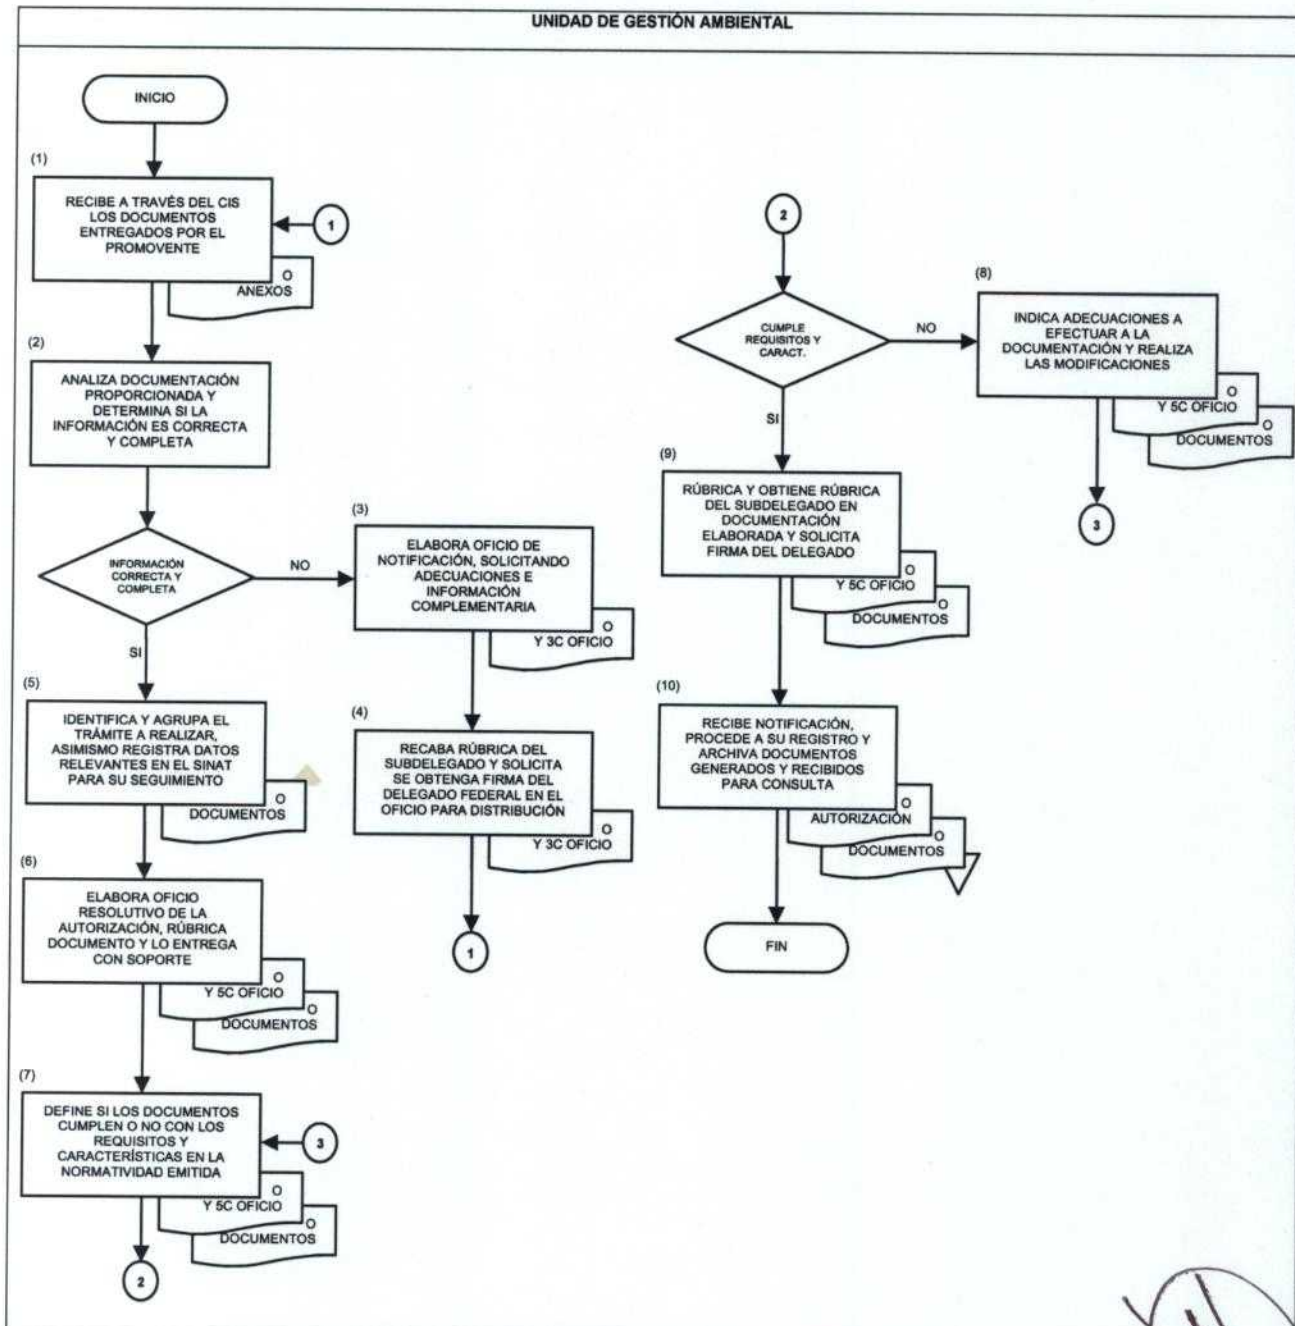 UNIDAD DE GESTIÓN AMBIENTAL
INICIO
(1)
RECIBE A TRAVÉS DEL CIS
LOS DOCUMENTOS
ENTREGADOS POR EL
PROMOVENTE
1
O
ANEXOS
(2)
ANALIZA DOCUMENTACIÓN
PROPORCIONADA Y
DETERMINA SI LA
INFORMACIÓN ES CORRECTA
Y COMPLETA
INFORMACIÓN
CORRECTA Y
COMPLETA
NO
SI
(3)
ELABORA OFICIO DE
NOTIFICACIÓN, SOLICITANDO
ADECUACIONES E
INFORMACIÓN
COMPLEMENTARIA
O
Y 3C OFICIO
(4)
RECABA RÚBRICA DEL
SUBDELEGADO Y SOLICITA
SE OBTENGA FIRMA DEL
DELEGADO FEDERAL EN EL
OFICIO PARA DISTRIBUCIÓN
O
Y 3C OFICIO
1
(5)
IDENTIFICA Y AGRUPA EL
TRÁMITE A REALIZAR,
ASIMISMO REGISTRA DATOS
RELEVANTES EN EL SINAT
PARA SU SEGUIMIENTO
O
DOCUMENTOS
(6)
ELABORA OFICIO
RESOLUTIVO DE LA
AUTORIZACIÓN, RÚBRICA
DOCUMENTO Y LO ENTREGA
CON SOPORTE
O
Y 5C OFICIO
O
DOCUMENTOS
(7)
DEFINE SI LOS DOCUMENTOS
CUMPLEN O NO CON LOS
REQUISITOS Y
CARACTERÍSTICAS EN LA
NORMATIVIDAD EMITIDA
3
O
Y 5C OFICIO
O
DOCUMENTOS
2
2
CUMPLE
REQUISITOS Y
CARACT.
NO
SI
(8)
INDICA ADECUACIONES A
EFECTUAR A LA
DOCUMENTACIÓN Y REALIZA
LAS MODIFICACIONES
O
Y 5C OFICIO
O
DOCUMENTOS
3
(9)
RÚBRICA Y OBTIENE RÚBRICA
DEL SUBDELEGADO EN
DOCUMENTACIÓN
ELABORADA Y SOLICITA
FIRMA DEL DELEGADO
O
Y 5C OFICIO
O
DOCUMENTOS
(10)
RECIBE NOTIFICACIÓN,
PROCEDE A SU REGISTRO Y
ARCHIVA DOCUMENTOS
GENERADOS Y RECIBIDOS
PARA CONSULTA
O
AUTORIZACIÓN
O
DOCUMENTOS
FIN